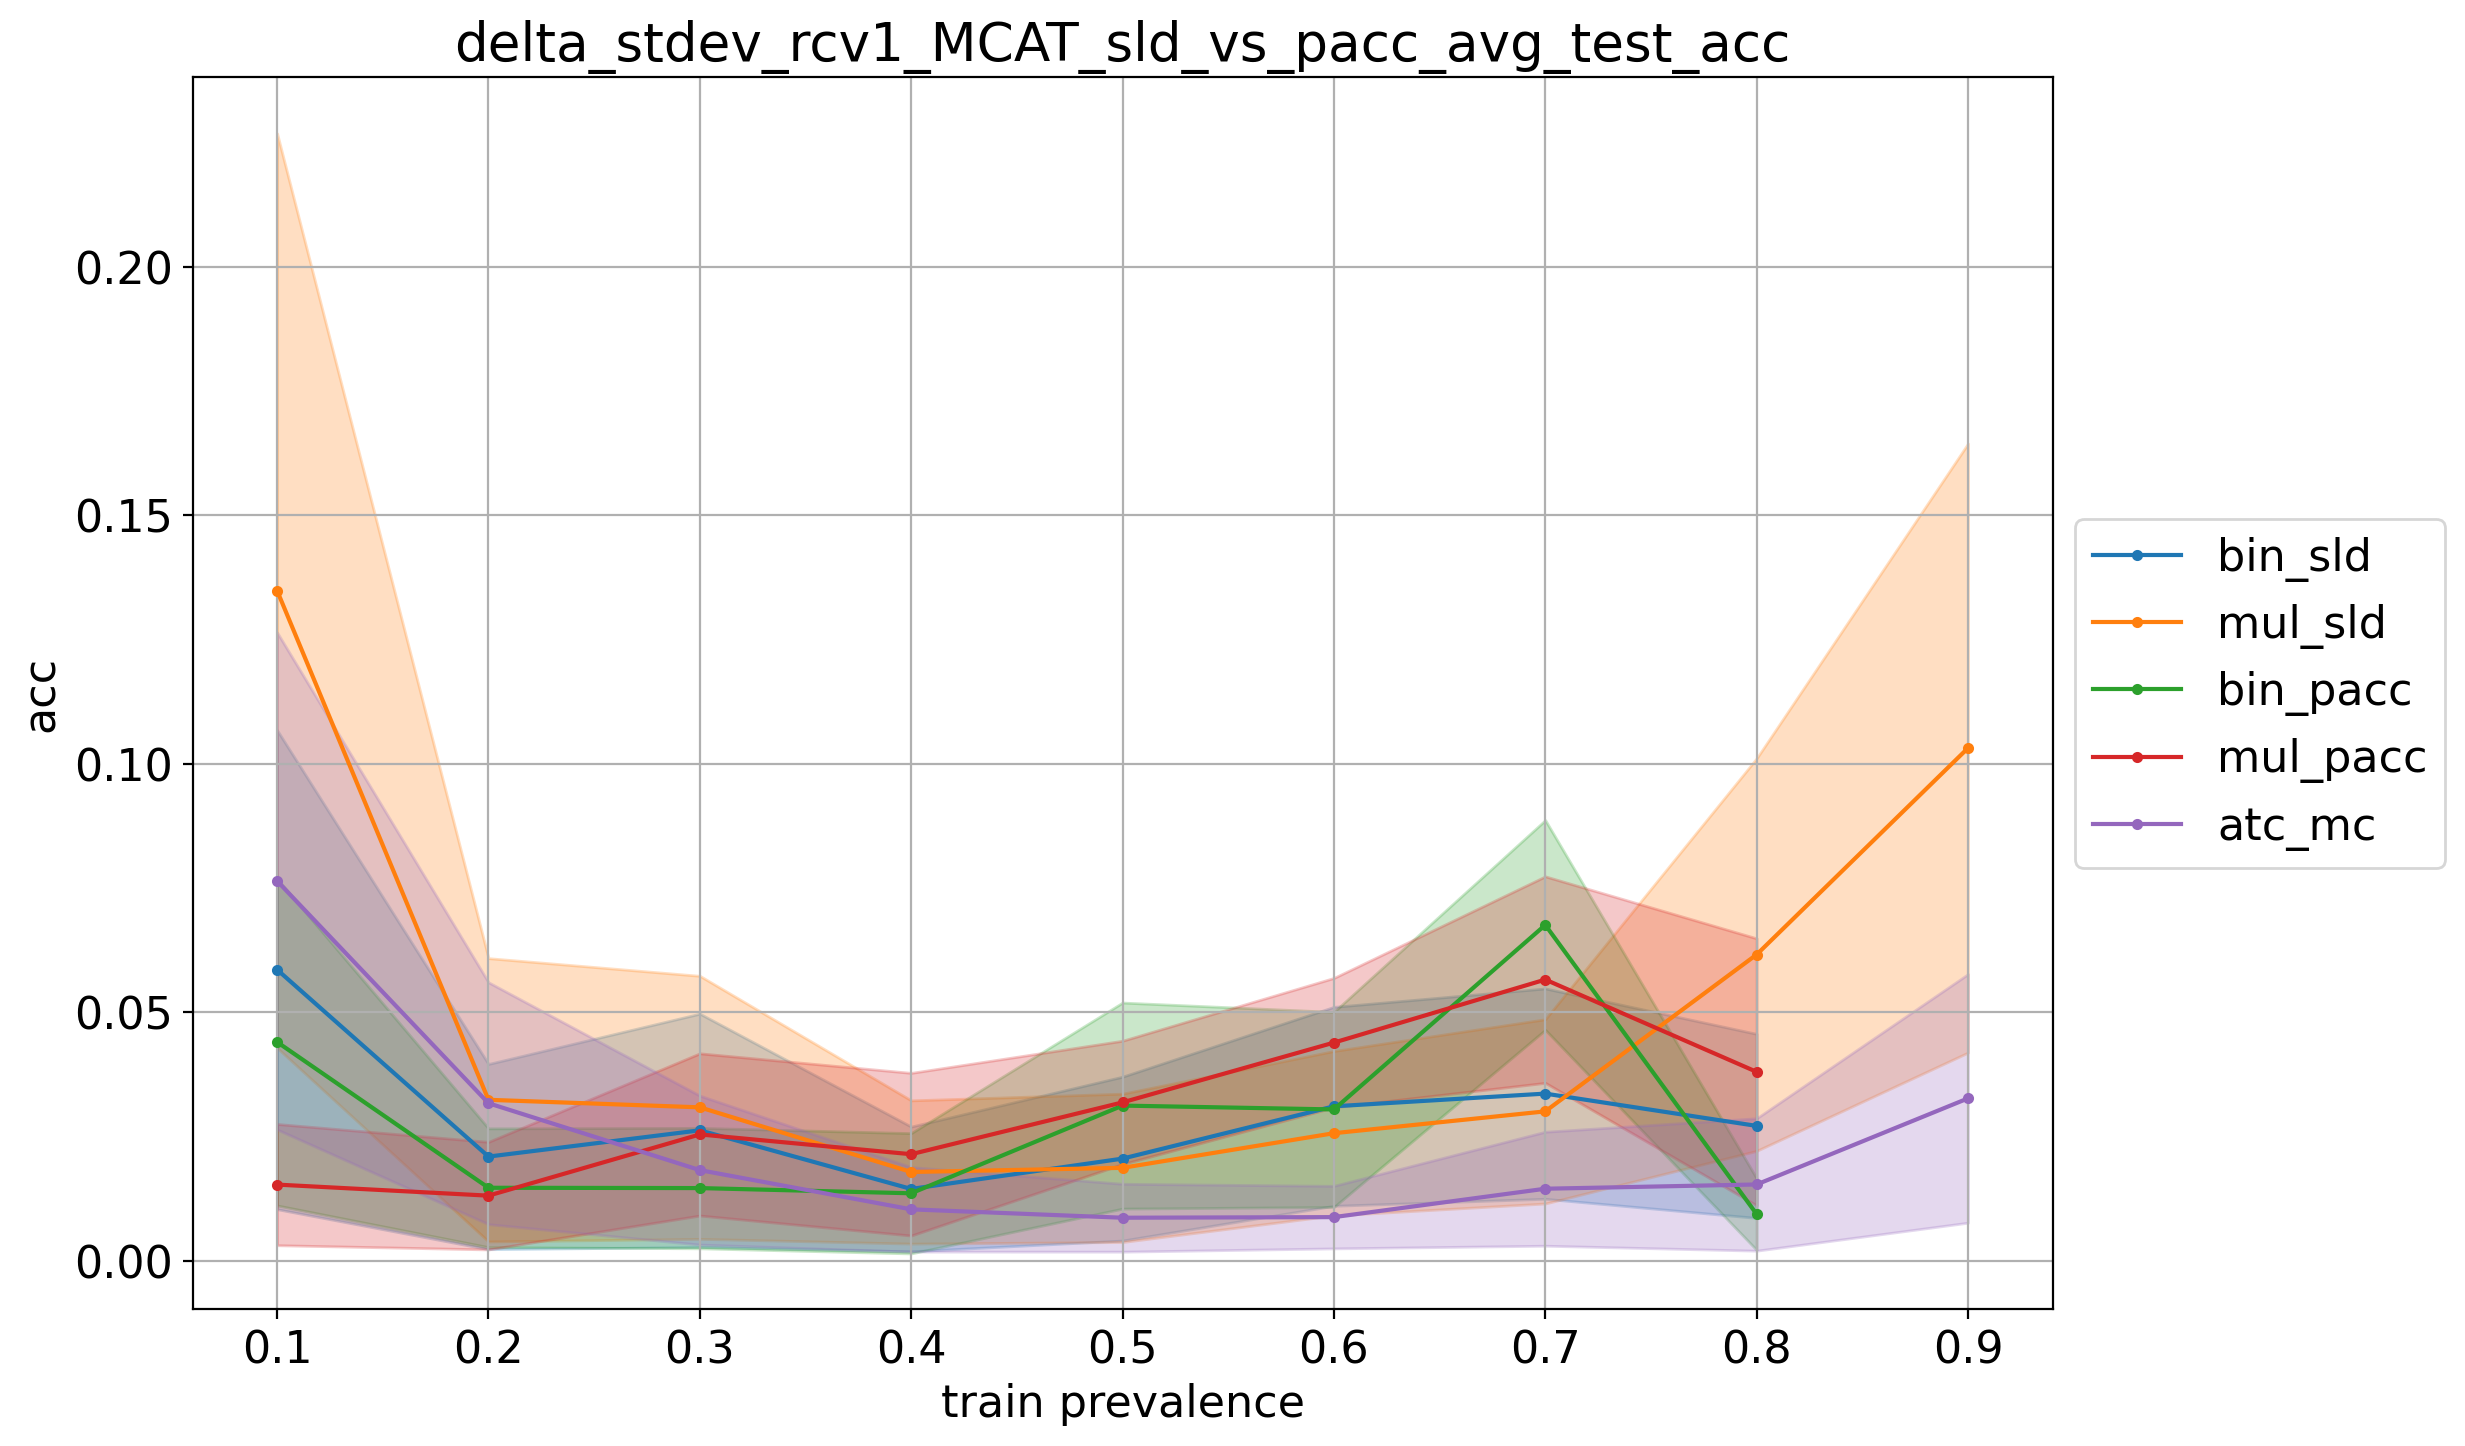 delta_stdev_rcv1_MCAT_sld_vs_pacc_avg_test_acc
acc
0.20
0.15
0.10
0.05
0.00
0.1 0.2 0.3 0.4 0.5 0.6 0.7 0.8 0.9
train prevalence
bin_sld
mul_sld
bin_pacc
mul_pacc
atc_mc